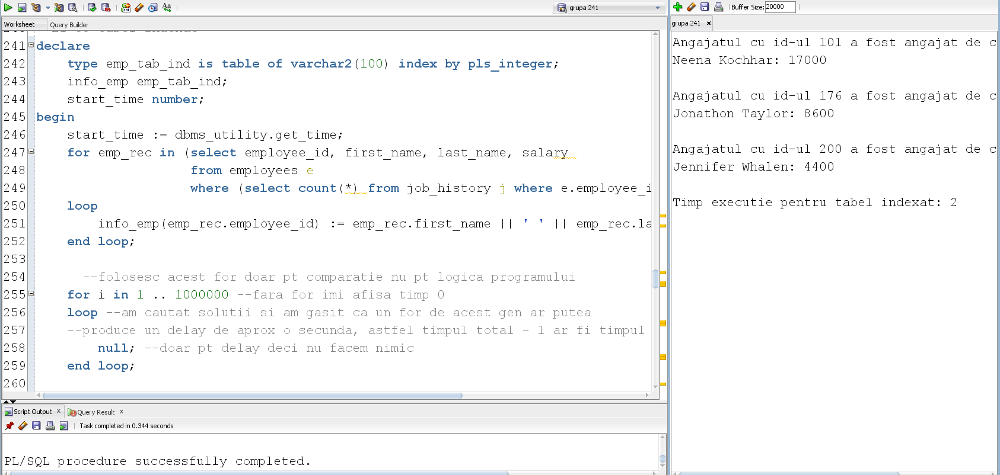 grupa 241
Worksheet Query Builder
241 declare
242 type emp_tab_ind is table of varchar2(100) index by pls_integer;
243 info_emp emp_tab_ind;
244 start_time number;
245 begin
246 start_time := dbms_utility.get_time;
247 for emp_rec in (select employee_id, first_name, last_name, salary
248 from employees e
249 where (select count(*) from job_history j where e.employee_i
250 loop
251 info_emp(emp_rec.employee_id) := emp_rec.first_name || ' ' || emp_rec.la
252 end loop;
253
254 --folosesc acest for doar pt comparatie nu pt logica programului
255 for i in 1 .. 1000000 --fara for imi afisa timp 0
256 loop --am cautat solutii si am gasit ca un for de acest gen ar putea
257 --produce un delay de aprox o secunda, astfel timpul total - 1 ar fi timpul
258 null; --doar pt delay deci nu facem nimic
259 end loop;
260
Script Output x Query Result x
Task completed in 0.344 seconds
PL/SQL procedure successfully completed.
Buffer Size: 20000
grupa 241 x
Angajatul cu id-ul 101 a fost angajat de c
Neena Kochhar: 17000
Angajatul cu id-ul 176 a fost angajat de c
Jonathon Taylor: 8600
Angajatul cu id-ul 200 a fost angajat de c
Jennifer Whalen: 4400
Timp executie pentru tabel indexat: 2